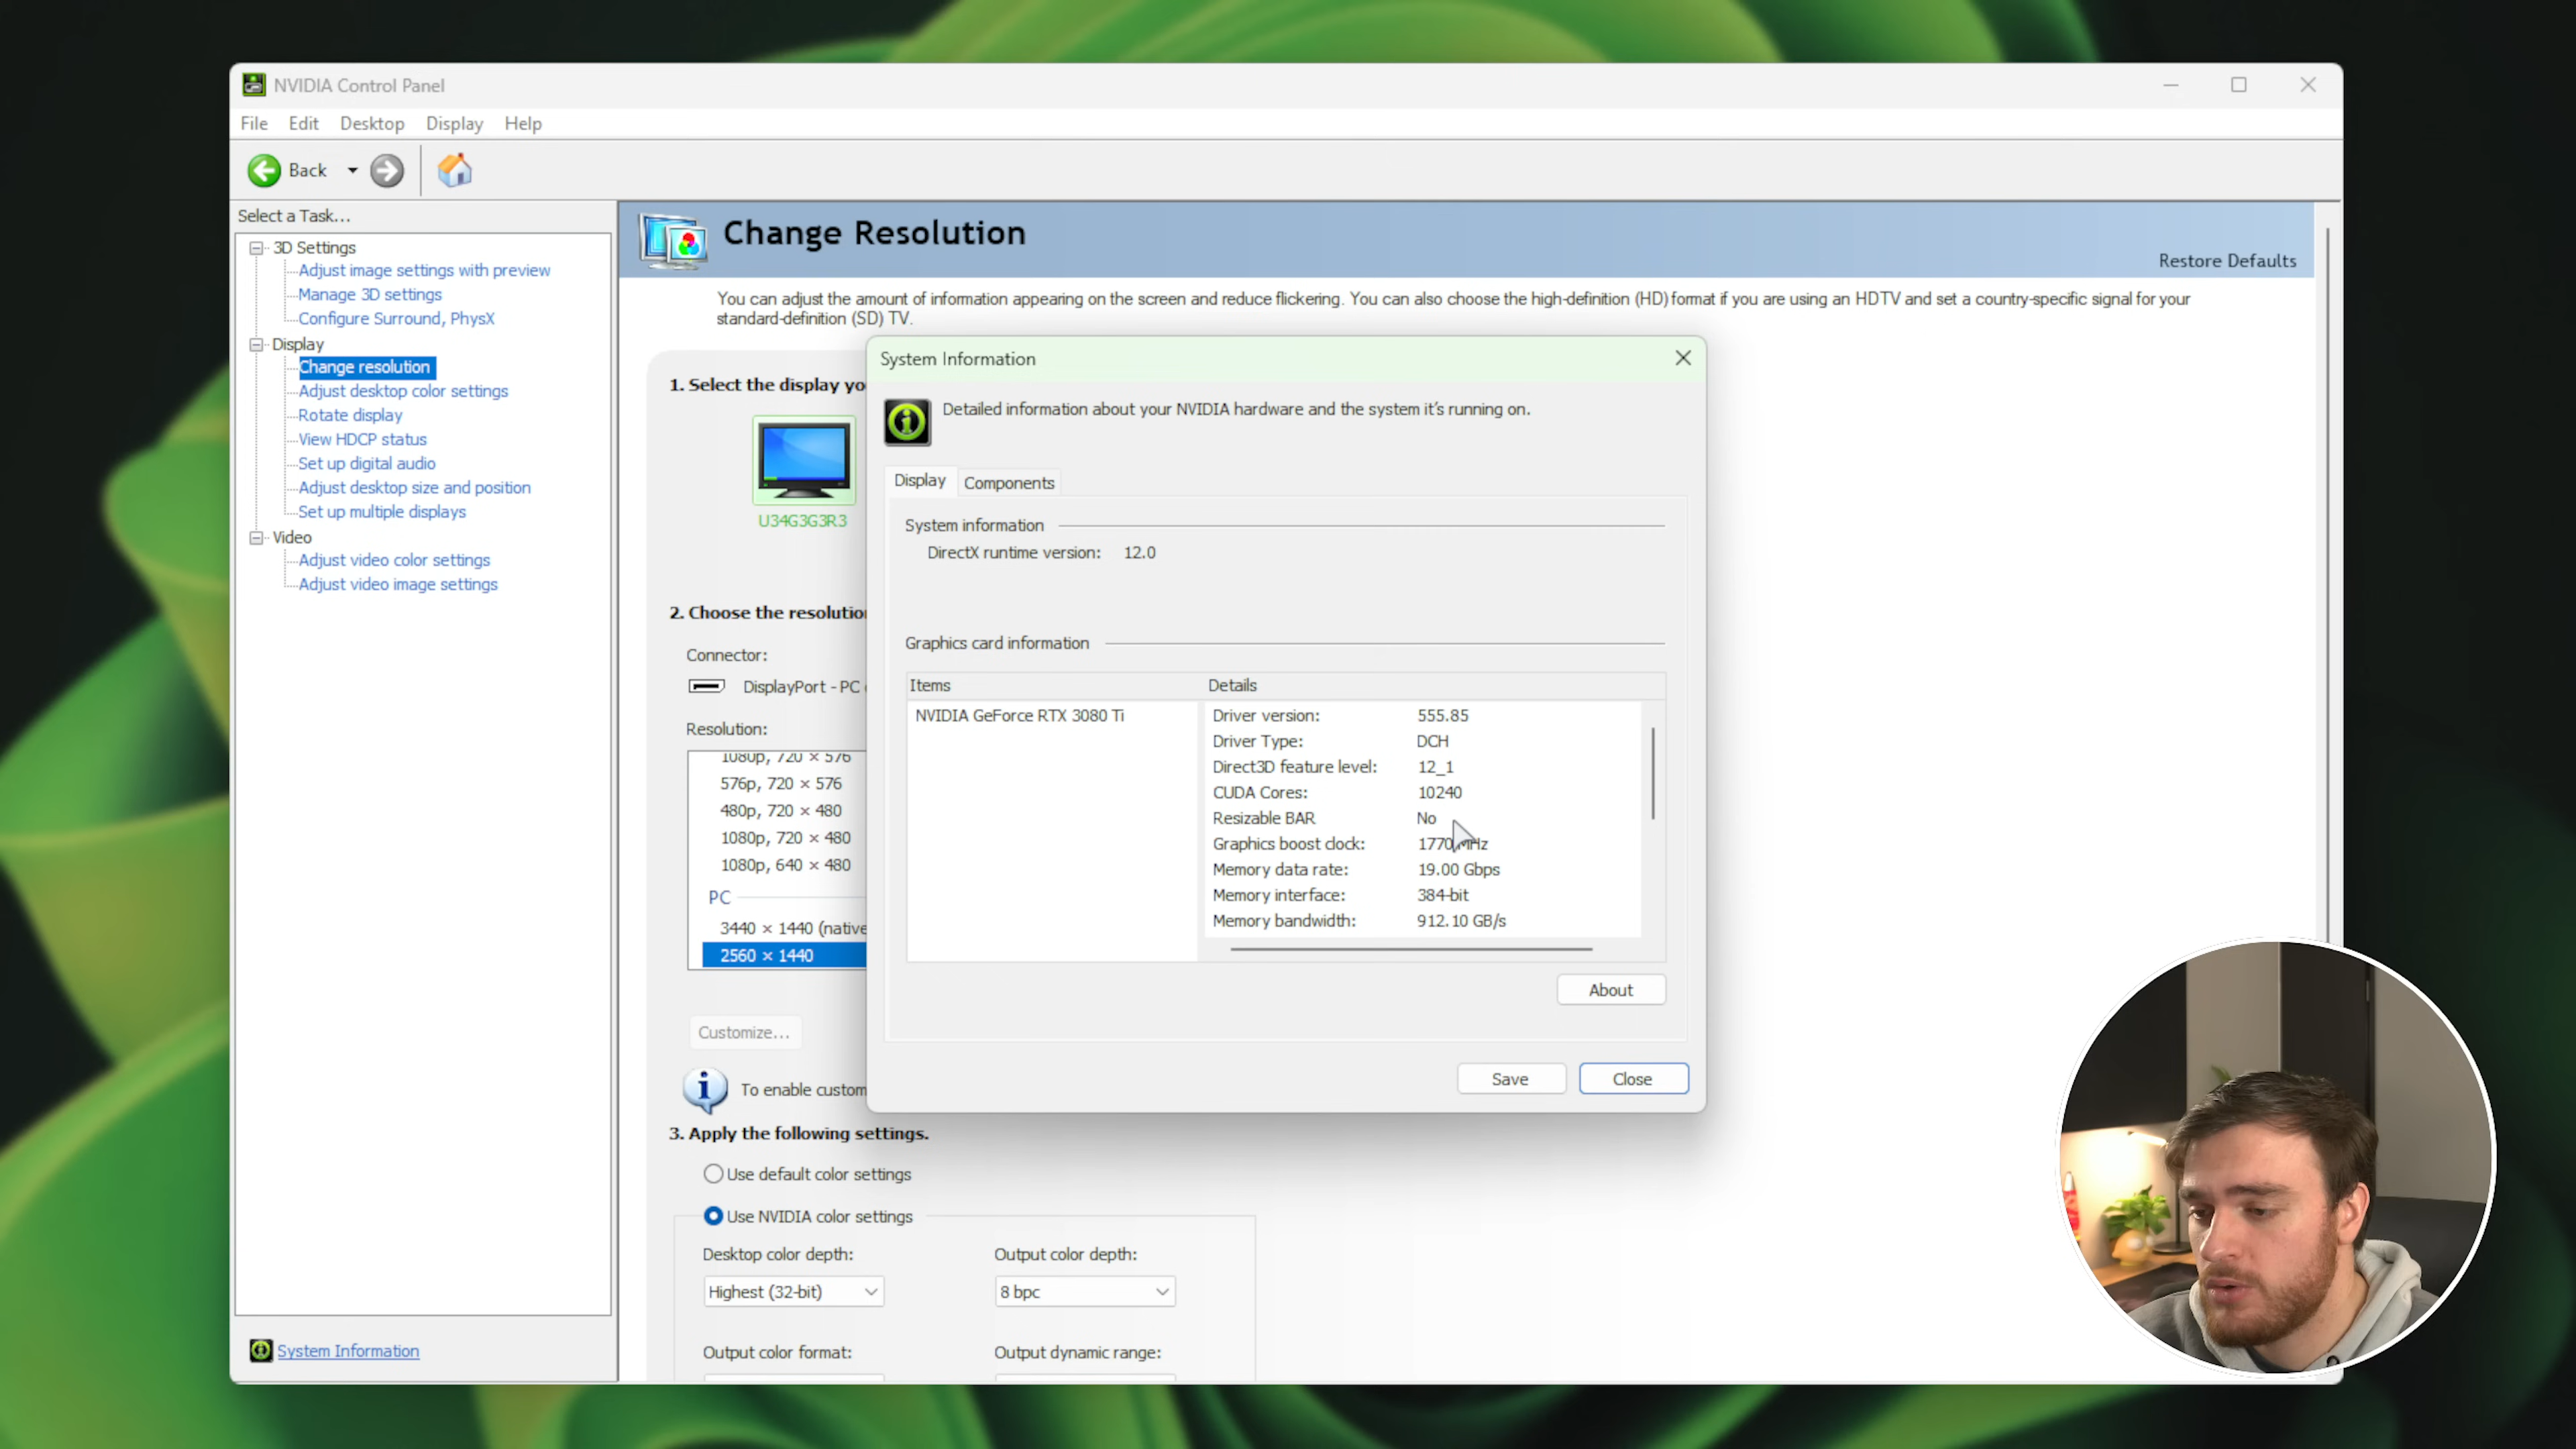 NVIDIA Control Panel
File Edit Desktop Display Help
Back
Select a Task...
3D Settings
Adjust image settings with preview
Manage 3D settings
Configure Surround, PhysX
Display
Change resolution
Adjust desktop color settings
Rotate display
View HDCP status
Set up digital audio
Adjust desktop size and position
Set up multiple displays
Video
Adjust video color settings
Adjust video image settings
System Information
Change Resolution
Restore Defaults
You can adjust the amount of information appearing on the screen and reduce flickering. You can also choose the high-definition (HD) format if you are using an HDTV and set a country-specific signal for your
standard-definition (SD) TV.
1. Select the display yo
U34G3G3R3
2. Choose the resolution
Connector:
DisplayPort - PC
Resolution:
1080p, 720 × 576
576p, 720 × 576
480p, 720 × 480
1080p, 720 × 480
1080p, 640 × 480
PC
3440 × 1440 (native
2560 × 1440
Customize...
To enable custom
3. Apply the following settings.
Use default color settings
Use NVIDIA color settings
Desktop color depth: Output color depth:
Highest (32-bit) 8 bpc
Output color format: Output dynamic range:
System Information
Detailed information about your NVIDIA hardware and the system it's running on.
Display Components
System information
DirectX runtime version: 12.0
Graphics card information
Items Details
NVIDIA GeForce RTX 3080 Ti
Driver version: 555.85
Driver Type: DCH
Direct3D feature level: 12_1
CUDA Cores: 10240
Resizable BAR No
Graphics boost clock: 1770 MHz
Memory data rate: 19.00 Gbps
Memory interface: 384-bit
Memory bandwidth: 912.10 GB/s
About
Save Close